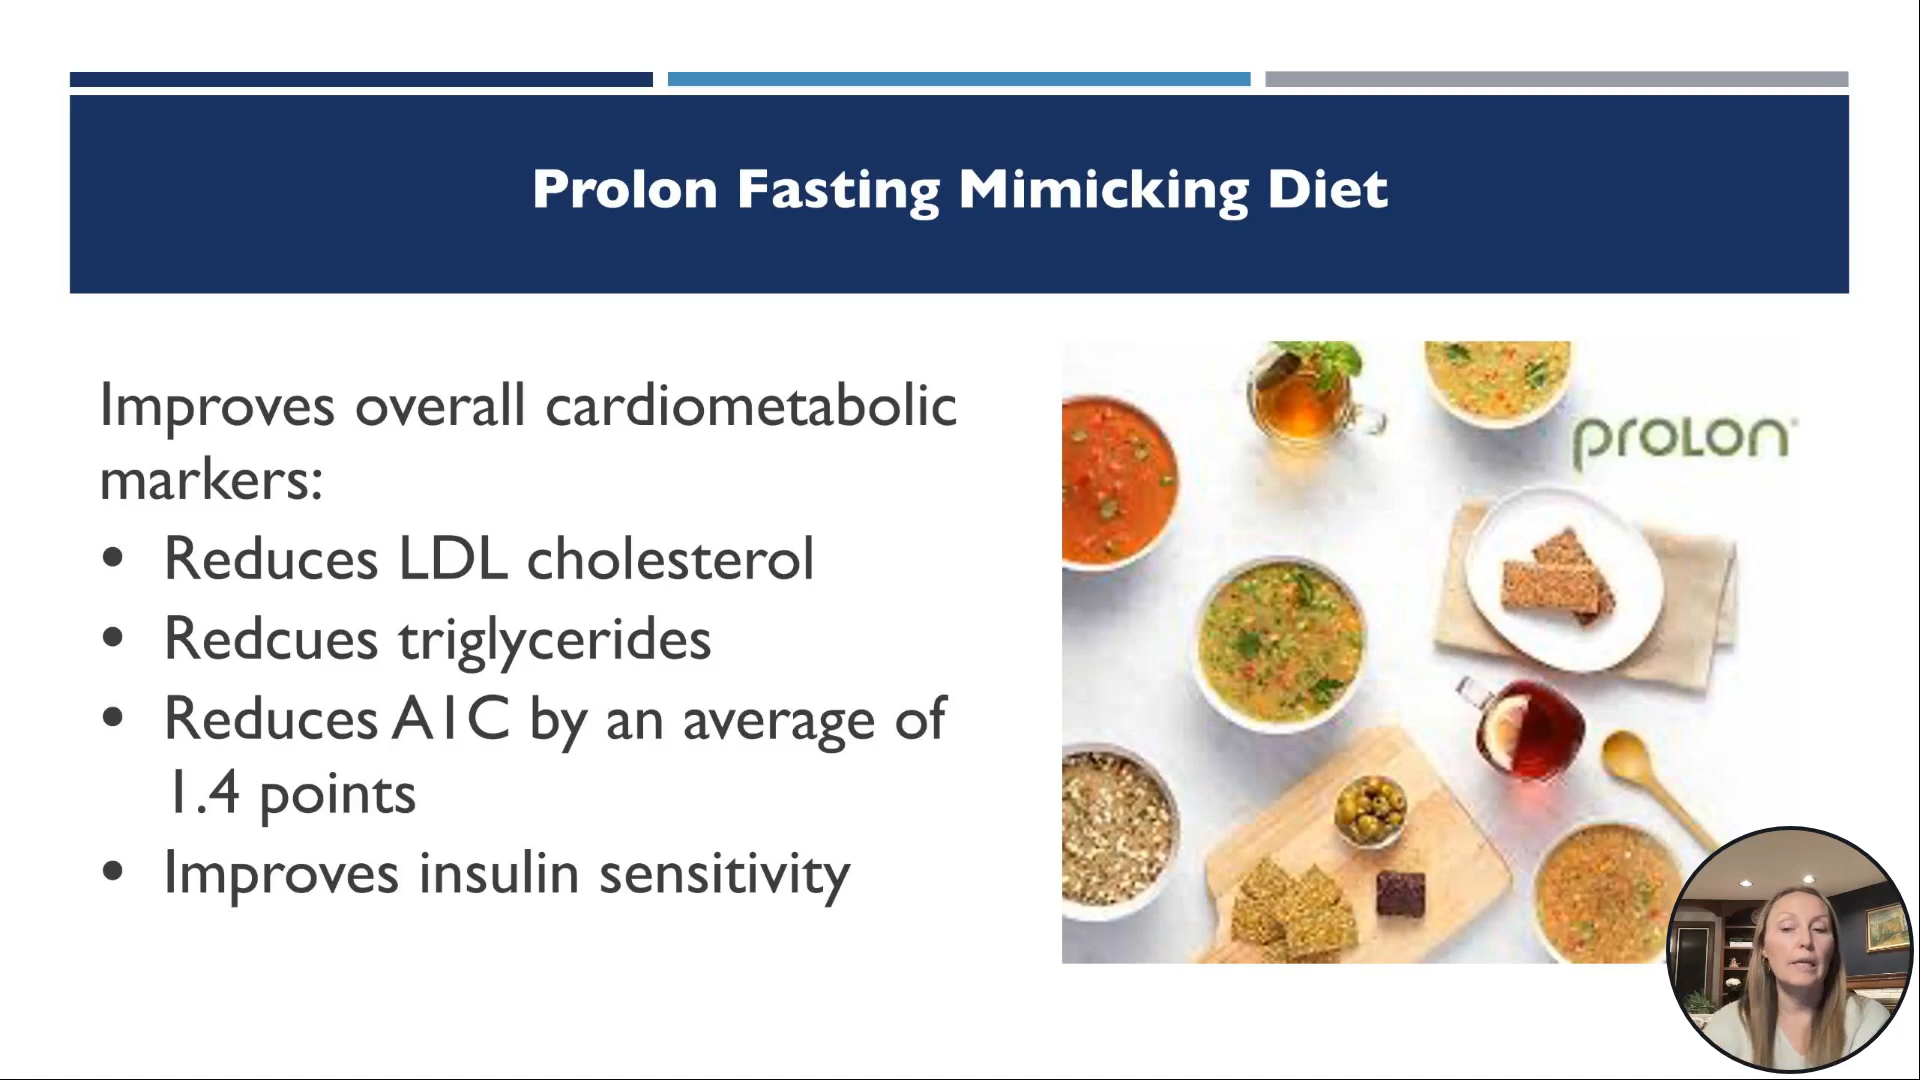 Prolon Fasting Mimicking Diet
Improves overall cardiometabolic
markers:
• Reduces LDL cholesterol
• Redcues triglycerides
• Reduces A1C by an average of
1.4 points
• Improves insulin sensitivity
proLon